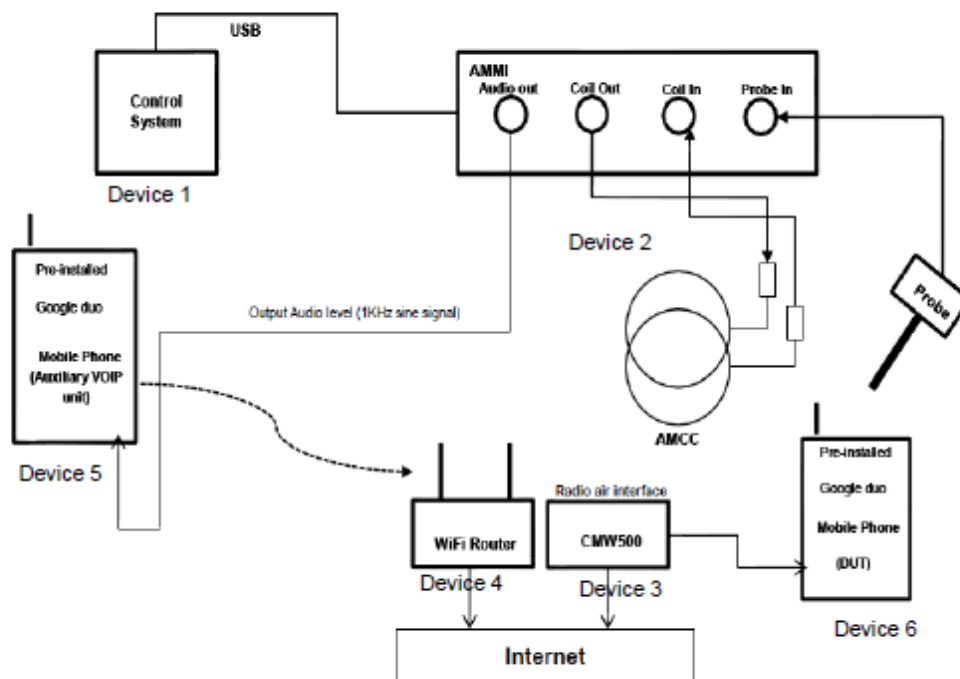 USB
AMMI
Audio out
Coil Out
Coil In
Probe In
Control
System
Device 1
Device 2
Pre-installed
Google duo
Mobile Phone
(Auxiliary VOIP
unit)
Device 5
Output Audio level (1KHz sine signal)
Probe
AMCC
Radio air interface
WiFi Router
CMW500
Device 4
Device 3
Pre-installed
Google duo
Mobile Phone
(DUT)
Device 6
Internet